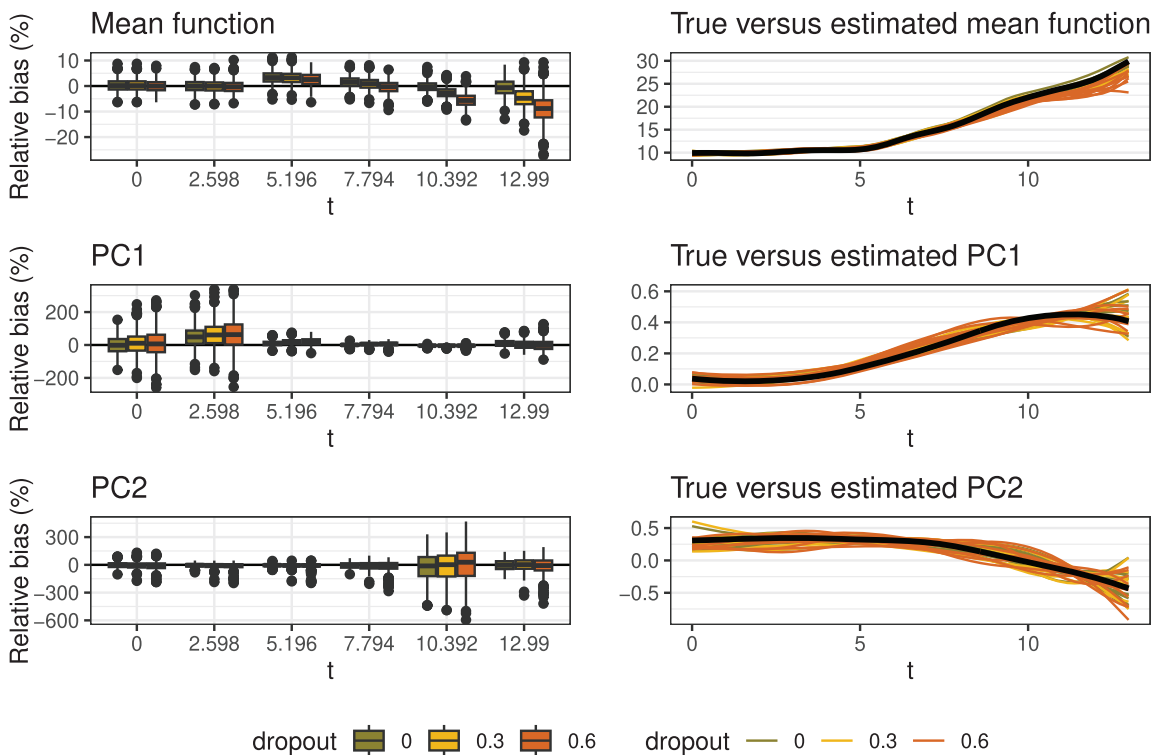 Mean function
Relative bias (%)
10
0
−10
−20
0 2.598 5.196 7.794 10.392 12.99
t
True versus estimated mean function
30
25
20
15
10
0 5 10
t
PC1
Relative bias (%)
200
0
−200
0 2.598 5.196 7.794 10.392 12.99
t
True versus estimated PC1
0.6
0.4
0.2
0.0
0 5 10
t
PC2
Relative bias (%)
300
0
−300
−600
0 2.598 5.196 7.794 10.392 12.99
t
True versus estimated PC2
0.5
0.0
−0.5
0 5 10
t
dropout 0 0.3 0.6
dropout 0 0.3 0.6